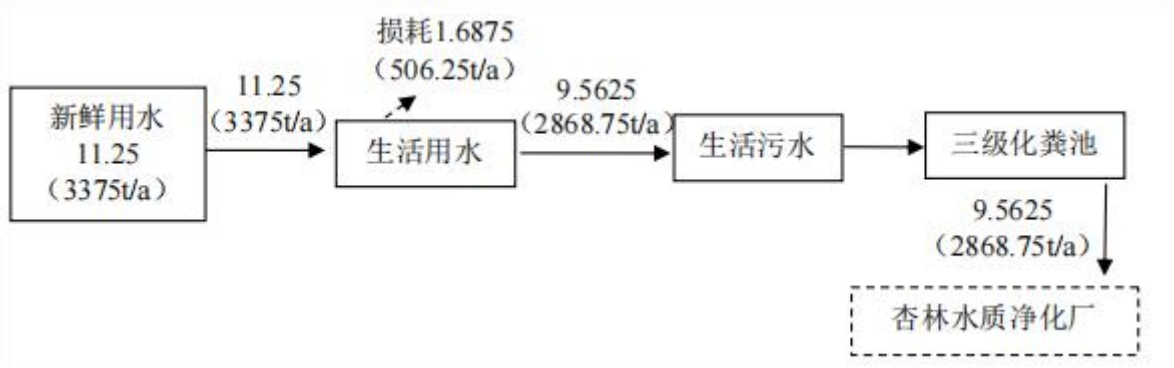 损耗1.6875
（506.25t/a）
11.25
（3375t/a）
9.5625
（2868.75t/a）
新鲜用水
11.25
（3375t/a）
生活用水
生活污水
三级化粪池
9.5625
（2868.75t/a）
杏林水质净化厂